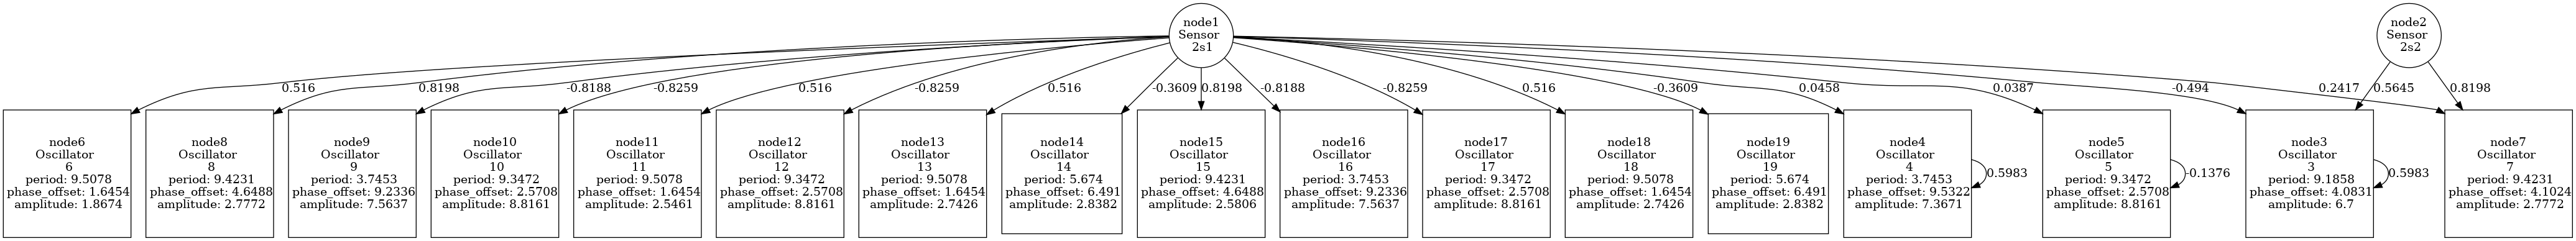 node1
Sensor
2s1
node2
Sensor
2s2
0.516
0.8198
-0.8188
-0.8259
0.516
-0.8259
0.516
-0.3609
0.8198
-0.8188
-0.8259
0.516
-0.3609
0.0458
0.0387
-0.494
0.5645
0.2417
0.8198
node6
Oscillator
6
period: 9.5078
phase_offset: 1.6454
amplitude: 1.8674
node8
Oscillator
8
period: 9.4231
phase_offset: 4.6488
amplitude: 2.7772
node9
Oscillator
9
period: 3.7453
phase_offset: 9.2336
amplitude: 7.5637
node10
Oscillator
10
period: 9.3472
phase_offset: 2.5708
amplitude: 8.8161
node11
Oscillator
11
period: 9.5078
phase_offset: 1.6454
amplitude: 2.5461
node12
Oscillator
12
period: 9.3472
phase_offset: 2.5708
amplitude: 8.8161
node13
Oscillator
13
period: 9.5078
phase_offset: 1.6454
amplitude: 2.7426
node14
Oscillator
14
period: 5.674
phase_offset: 6.491
amplitude: 2.8382
node15
Oscillator
15
period: 9.4231
phase_offset: 4.6488
amplitude: 2.5806
node16
Oscillator
16
period: 3.7453
phase_offset: 9.2336
amplitude: 7.5637
node17
Oscillator
17
period: 9.3472
phase_offset: 2.5708
amplitude: 8.8161
node18
Oscillator
18
period: 9.5078
phase_offset: 1.6454
amplitude: 2.7426
node19
Oscillator
19
period: 5.674
phase_offset: 6.491
amplitude: 2.8382
node4
Oscillator
4
period: 3.7453
phase_offset: 9.5322
amplitude: 7.3671
0.5983
node5
Oscillator
5
period: 9.3472
phase_offset: 2.5708
amplitude: 8.8161
-0.1376
node3
Oscillator
3
period: 9.1858
phase_offset: 4.0831
amplitude: 6.7
0.5983
node7
Oscillator
7
period: 9.4231
phase_offset: 4.1024
amplitude: 2.7772